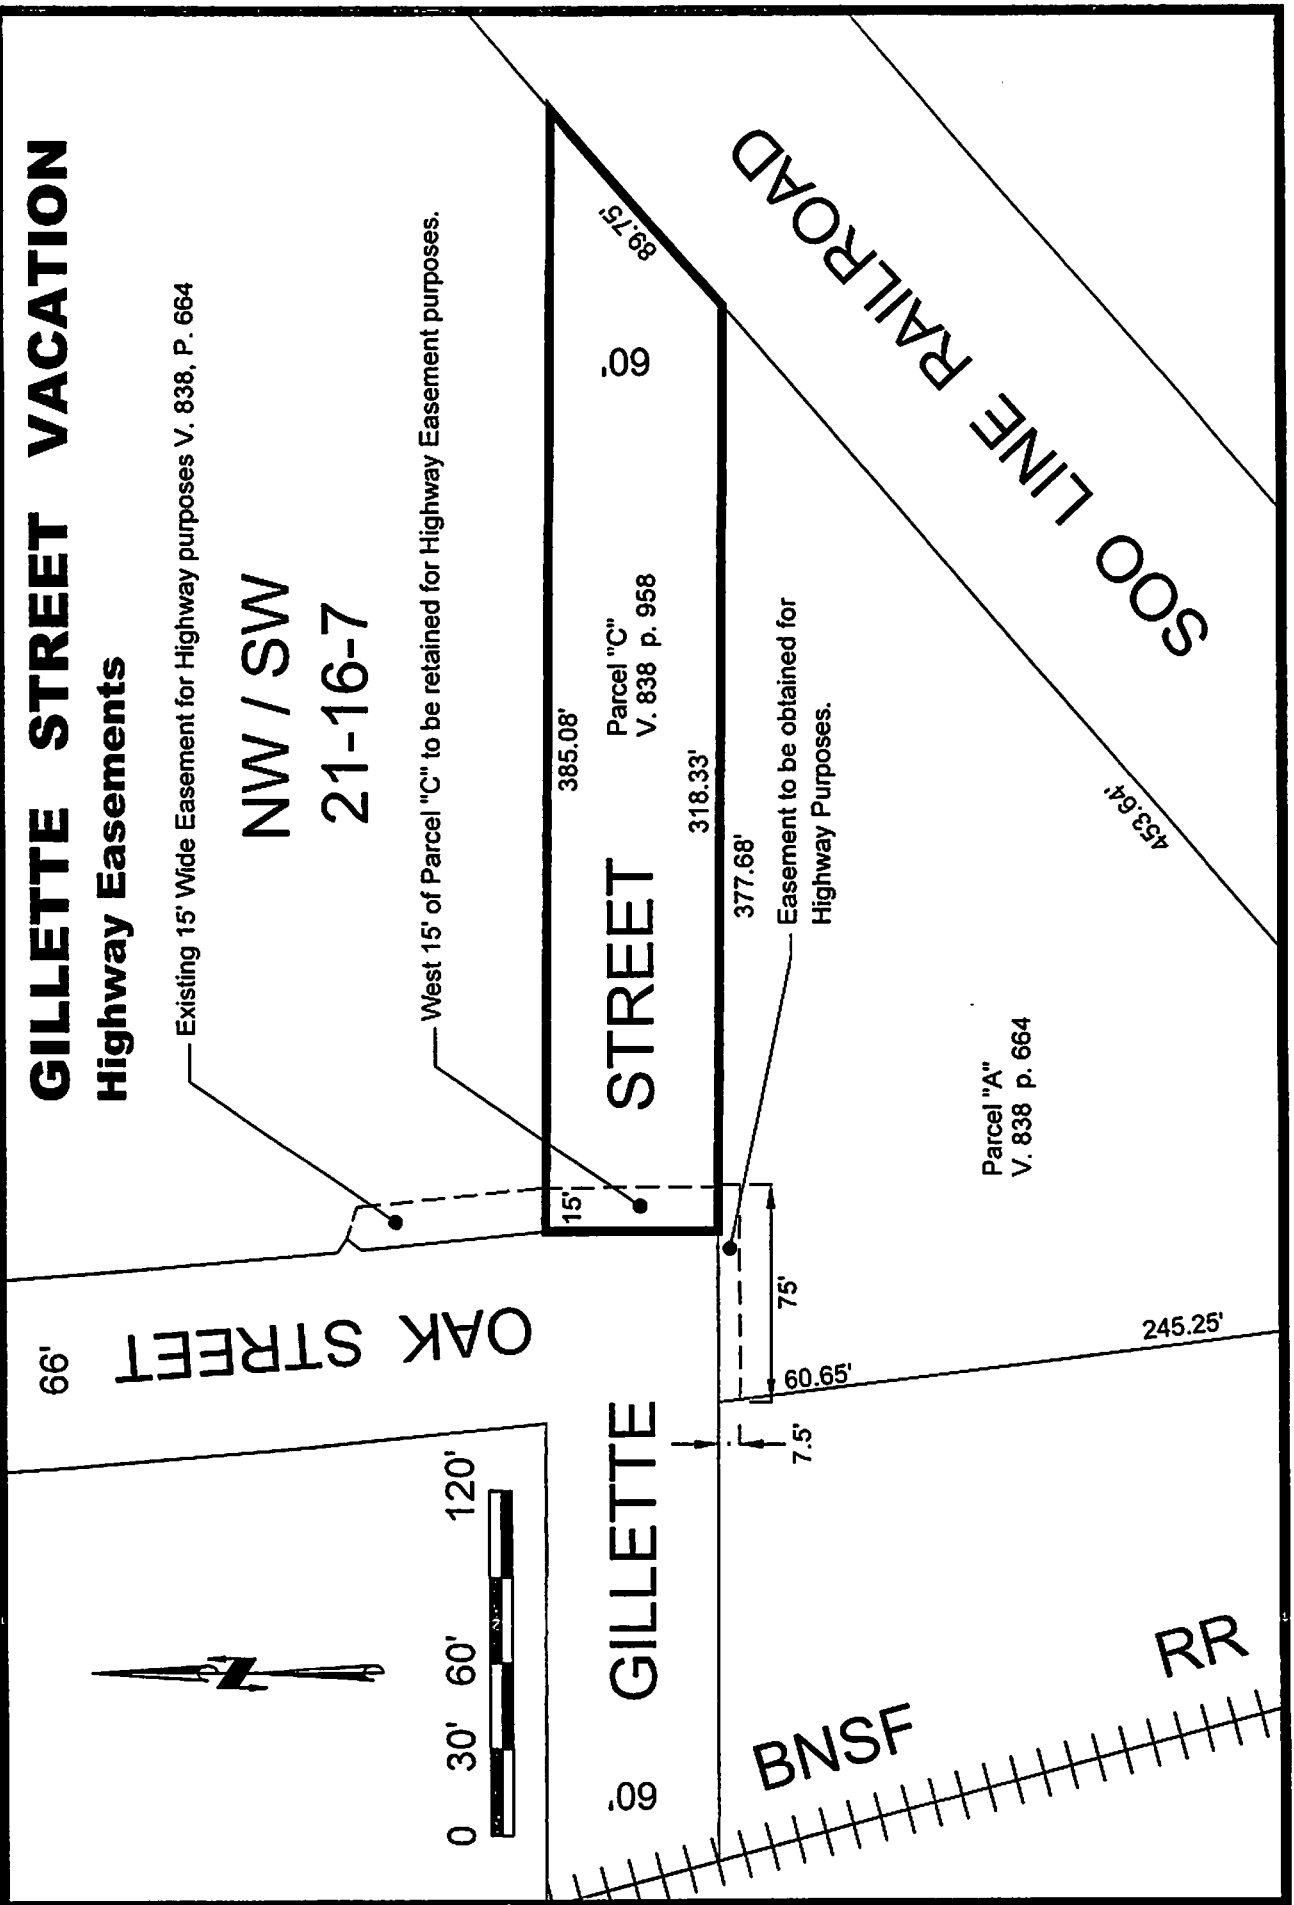 GILLETTE STREET VACATION
Highway Easements
Existing 15' Wide Easement for Highway purposes V. 838, P. 664
NW / SW
21-16-7
West 15' of Parcel "C" to be retained for Highway Easement purposes.
66'
OAK STREET
N
0 30' 60' 120'
15'
385.08'
89.75'
60'
GILLETTE STREET
Parcel "C"
V. 838 p. 958
60'
318.33'
377.68'
Easement to be obtained for
Highway Purposes.
75'
60.65'
7.5'
SOO LINE RAILROAD
BNSF RR
Parcel "A"
V. 838 p. 664
453.64'
245.25'